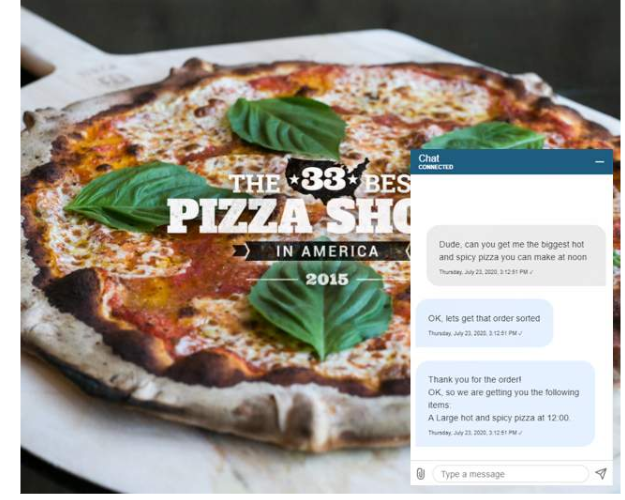 THE *33* BES
PIZZA SHO
IN AMERICA
2015
Chat
CONNECTED
Dude, can you get me the biggest hot
and spicy pizza you can make at noon
Thursday, July 23, 2020, 3:12:51 PM ✓
OK, lets get that order sorted
Thursday, July 23, 2020, 3:12:51 PM ✓
Thank you for the order!
OK, so we are getting you the following
items:
A Large hot and spicy pizza at 12:00.
Thursday, July 23, 2020, 3:12:51 PM ✓
Type a message